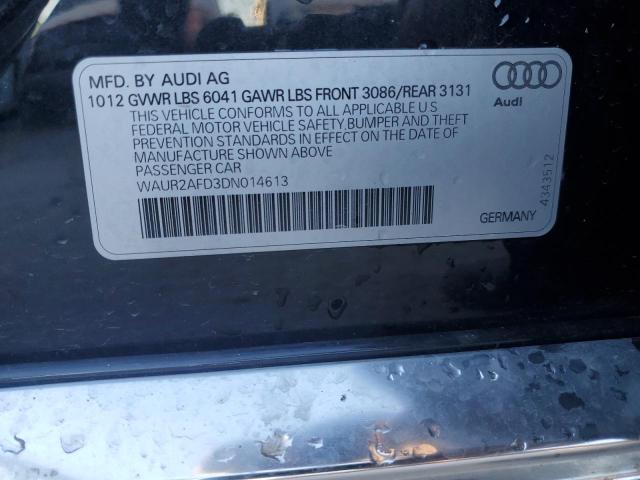 MFD. BY AUDI AG
1012 GVWR LBS 6041 GAWR LBS FRONT 3086/REAR 3131
THIS VEHICLE CONFORMS TO ALL APPLICABLE U.S
FEDERAL MOTOR VEHICLE SAFETY,BUMPER AND THEFT
PREVENTION STANDARDS IN EFFECT ON THE DATE OF
MANUFACTURE SHOWN ABOVE
PASSENGER CAR
WAUR2AFD3DN014613
Audi
4343512
GERMANY